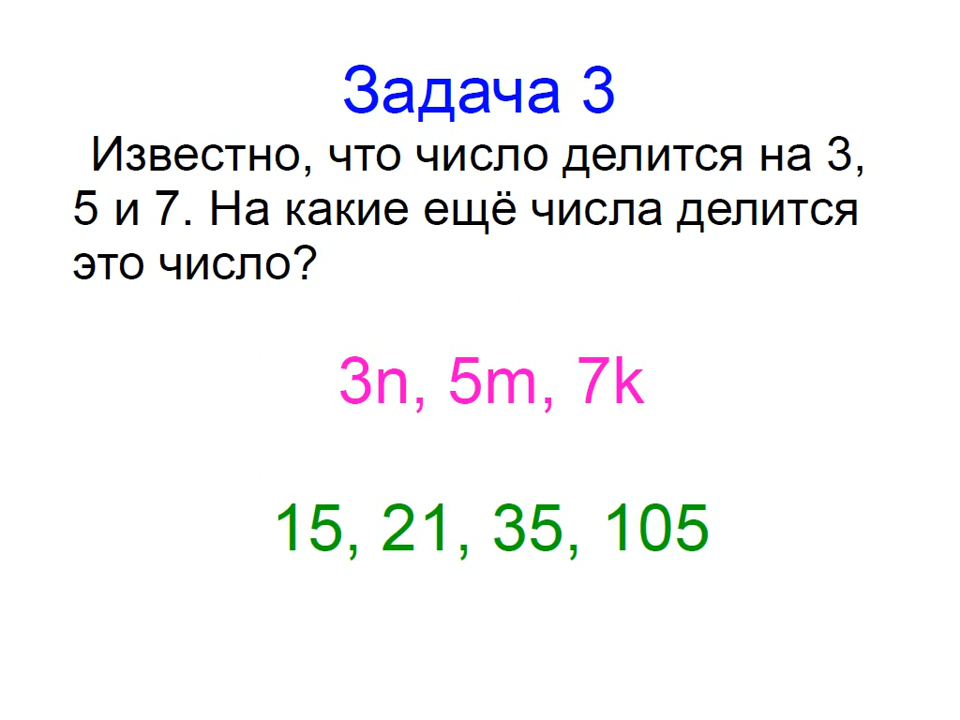 Задача 3
Известно, что число делится на 3,
5 и 7. На какие ещё числа делится
это число?
3n, 5m, 7k
15, 21, 35, 105